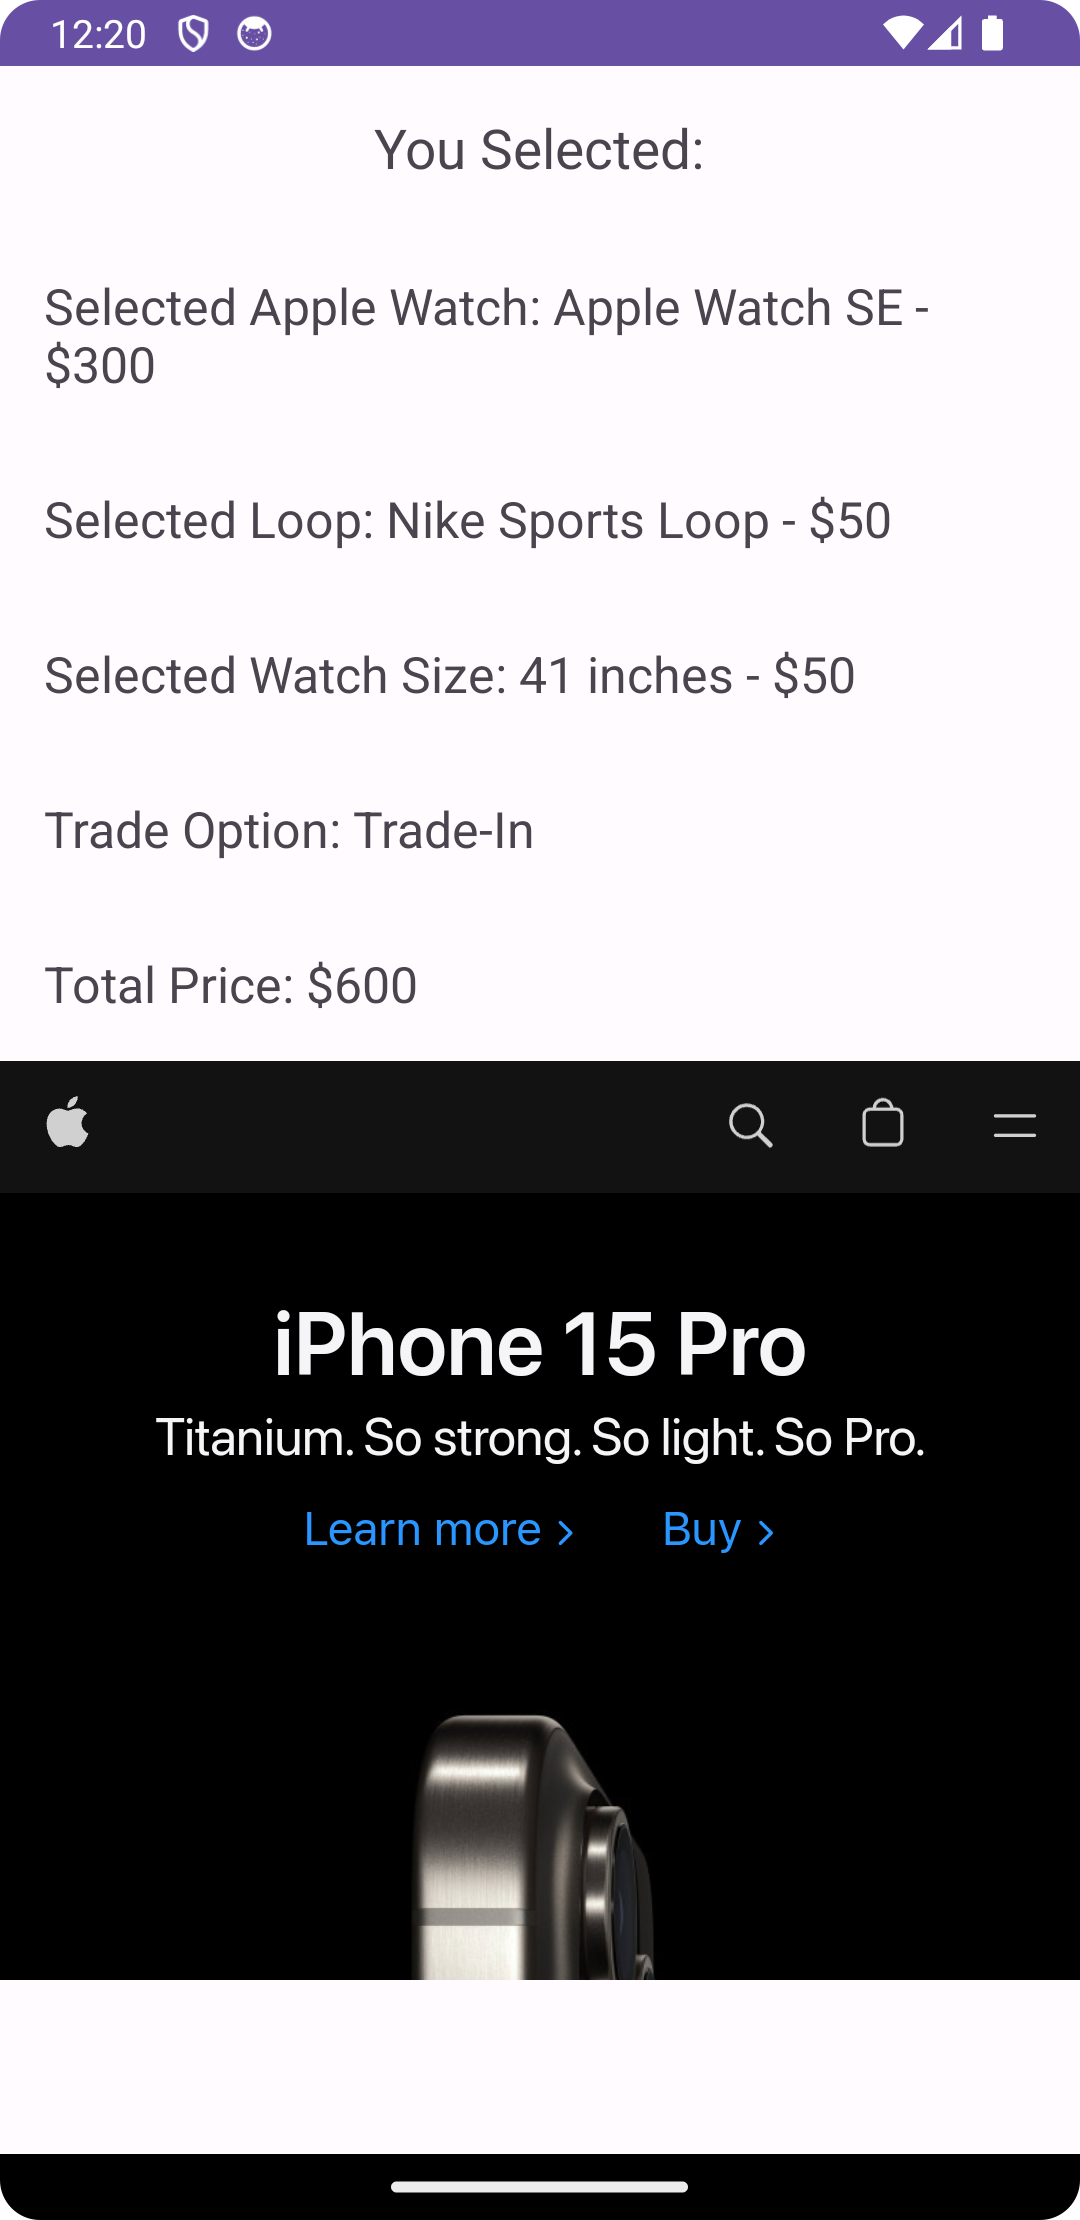 12:20
You Selected:
Selected Apple Watch: Apple Watch SE -
$300
Selected Loop: Nike Sports Loop - $50
Selected Watch Size: 41 inches - $50
Trade Option: Trade-In
Total Price: $600
iPhone 15 Pro
Titanium. So strong. So light. So Pro.
Learn more > Buy >